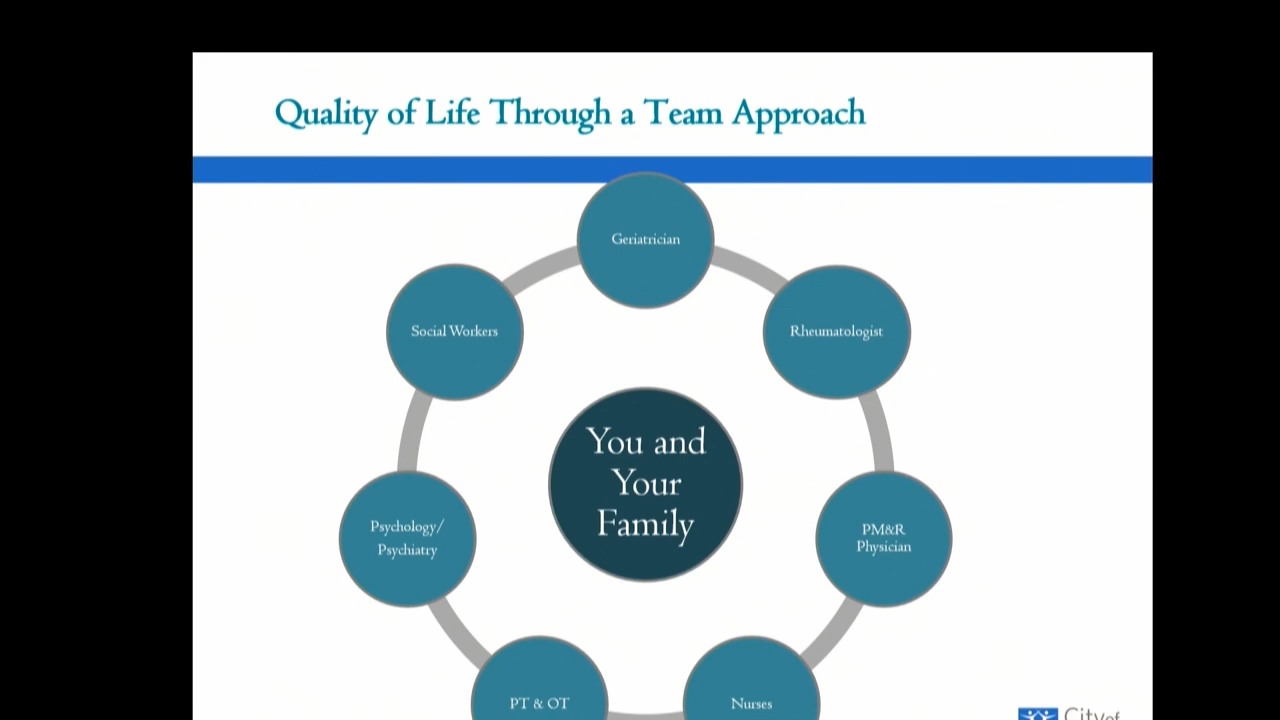 Quality of Life Through a Team Approach
Geriatrician
Social Workers
Rheumatologist
You and
Your
Family
Psychology/
Psychiatry
PM&R
Physician
PT & OT
Nurses
City of